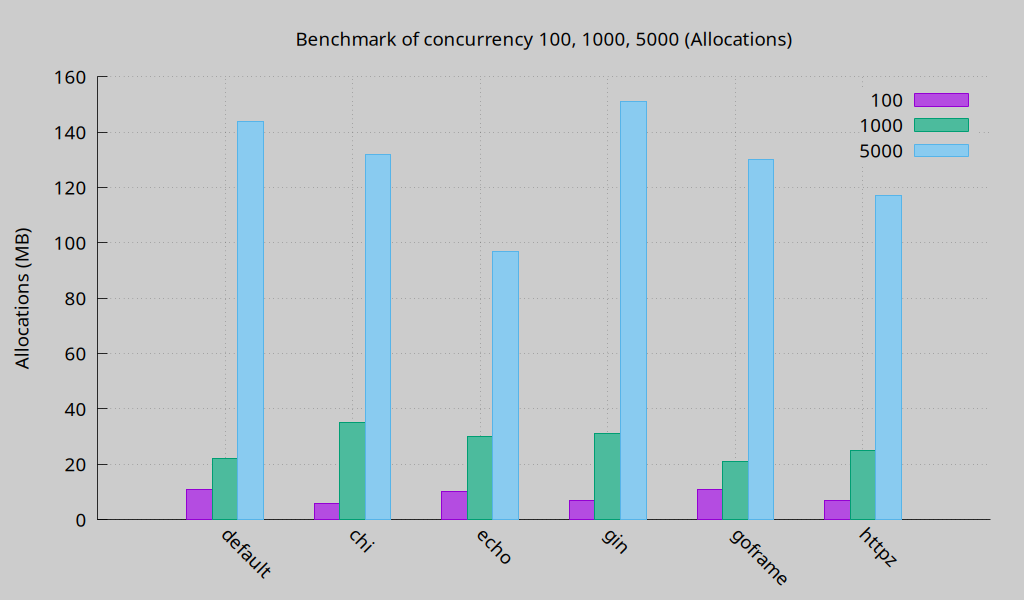 Benchmark of concurrency 100, 1000, 5000 (Allocations)
Allocations (MB)
160
140
120
100
80
60
40
20
0
100
1000
5000
default
chi
echo
gin
goframe
httpz